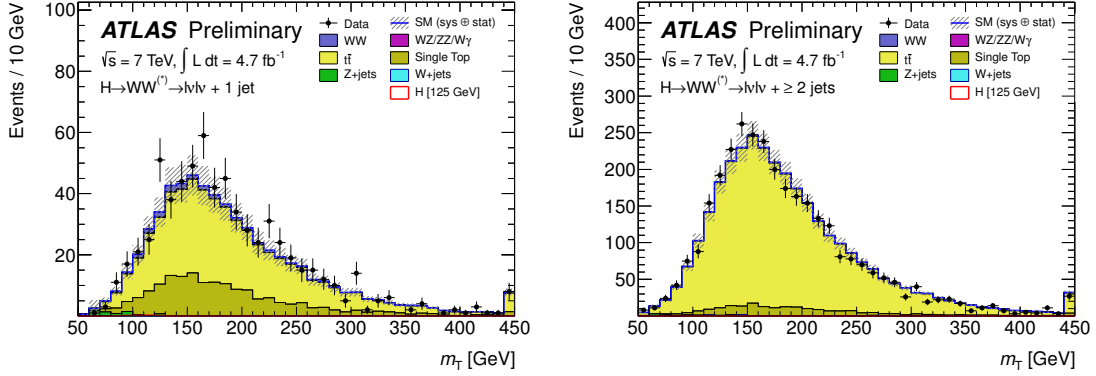 ATLAS Preliminary
√s = 7 TeV, ∫ L dt = 4.7 fb⁻¹
H→WW(*)→lνlν + 1 jet
Data
SM (sys ⊕ stat)
WW
WZ/ZZ/Wγ
tt̄
Single Top
Z+jets
W+jets
H [125 GeV]
Events / 10 GeV
100
80
60
40
20
50 100 150 200 250 300 350 400 450
m_T [GeV]
ATLAS Preliminary
√s = 7 TeV, ∫ L dt = 4.7 fb⁻¹
H→WW(*)→lνlν + ≥ 2 jets
Data
SM (sys ⊕ stat)
WW
WZ/ZZ/Wγ
tt̄
Single Top
Z+jets
W+jets
H [125 GeV]
Events / 10 GeV
400
350
300
250
200
150
100
50
50 100 150 200 250 300 350 400 450
m_T [GeV]